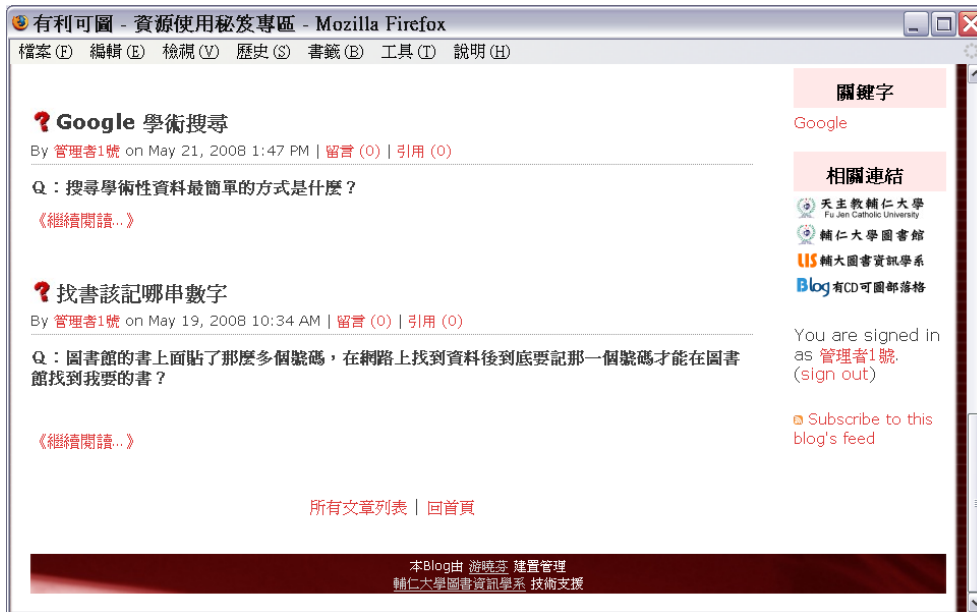 有利可圖 - 資源使用秘笈專區 - Mozilla Firefox
檔案(F) 編輯(E) 檢視(V) 歷史(S) 書籤(B) 工具(T) 說明(H)
Google 學術搜尋
By 管理者1號 on May 21, 2008 1:47 PM | 留言 (0) | 引用 (0)
Q：搜尋學術性資料最簡單的方式是什麼？
《繼續閱讀...》
找書該記哪串數字
By 管理者1號 on May 19, 2008 10:34 AM | 留言 (0) | 引用 (0)
Q：圖書館的書上面貼了那麼多個號碼，在網路上找到資料後到底要記那一個號碼才能在圖書
館找到我要的書？
《繼續閱讀...》
所有文章列表 | 回首頁
關鍵字
Google
相關連結
天主教輔仁大學
Fu Jen Catholic University
輔仁大學圖書館
LIS 輔大圖書資訊學系
Blog 有CD可圖部落格
You are signed in
as 管理者1號.
(sign out)
Subscribe to this
blog's feed
本Blog由 游曉芬 建置管理
輔仁大學圖書資訊學系 技術支援